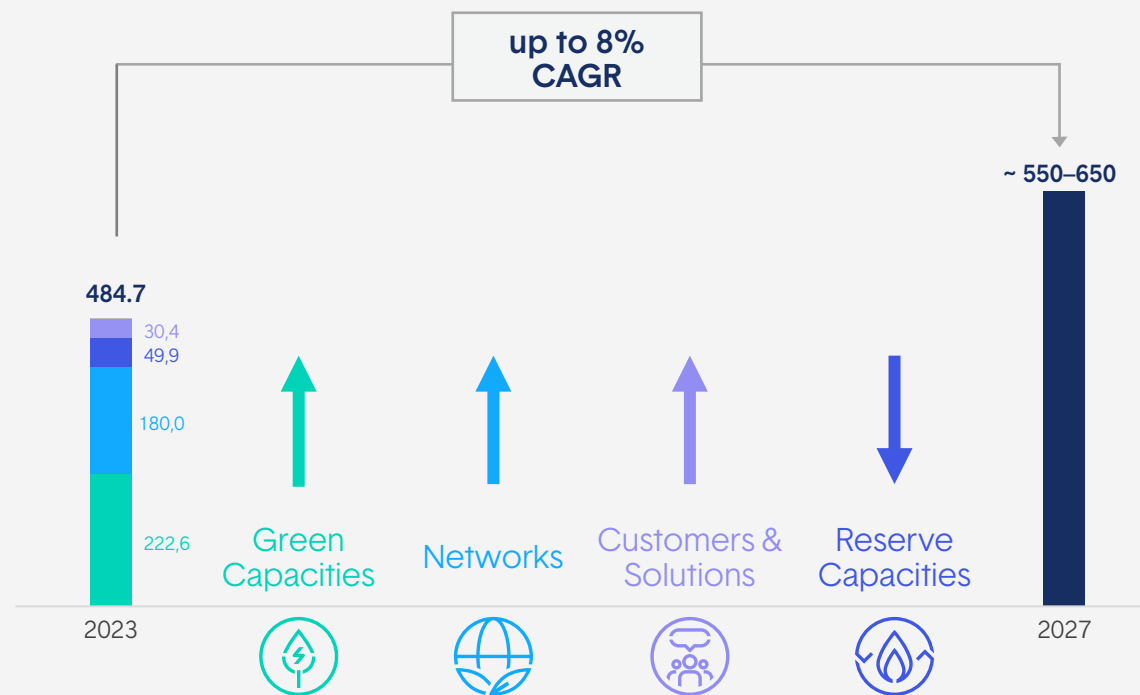 up to 8%
CAGR
~ 550–650
484.7
30,4
49,9
180,0
222,6
Green
Capacities
Networks
Customers &
Solutions
Reserve
Capacities
2023
2027